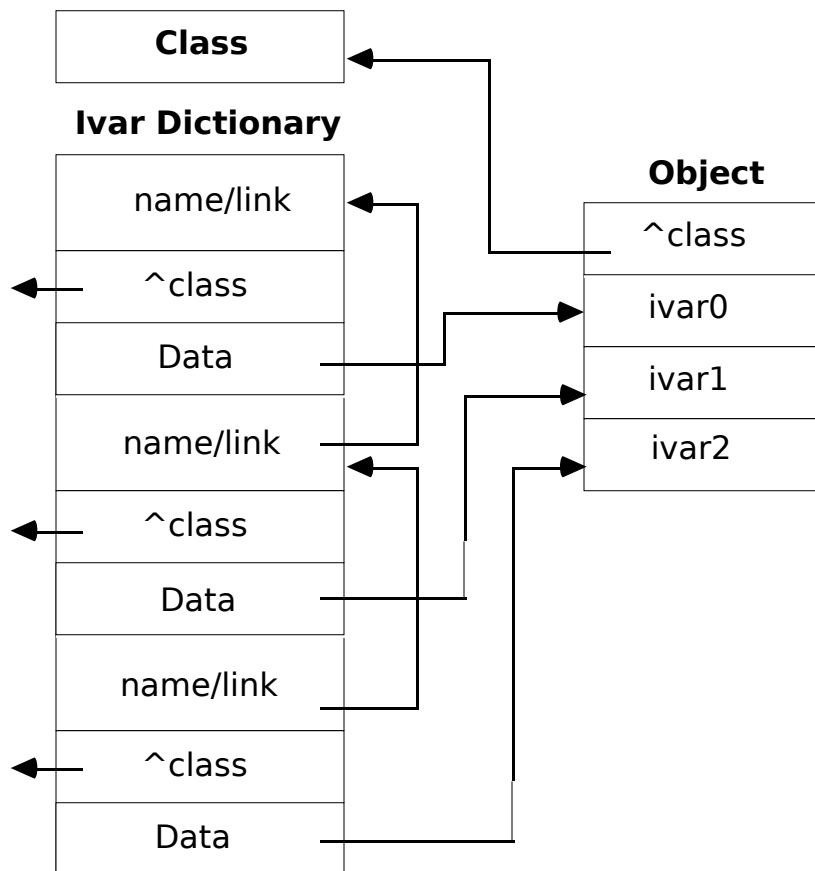 Class
Ivar Dictionary
name/link
^class
Data
name/link
^class
Data
name/link
^class
Data
Object
^class
ivar0
ivar1
ivar2